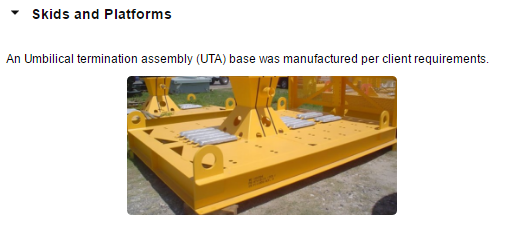 Skids and Platforms
An Umbilical termination assembly (UTA) base was manufactured per client requirements.